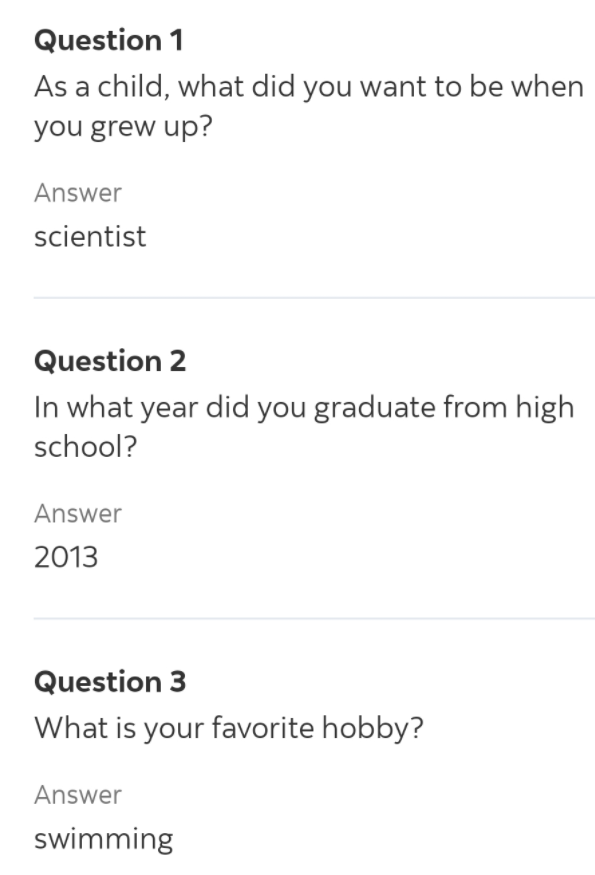 Question 1
As a child, what did you want to be when
you grew up?
Answer
scientist
Question 2
In what year did you graduate from high
school?
Answer
2013
Question 3
What is your favorite hobby?
Answer
swimming